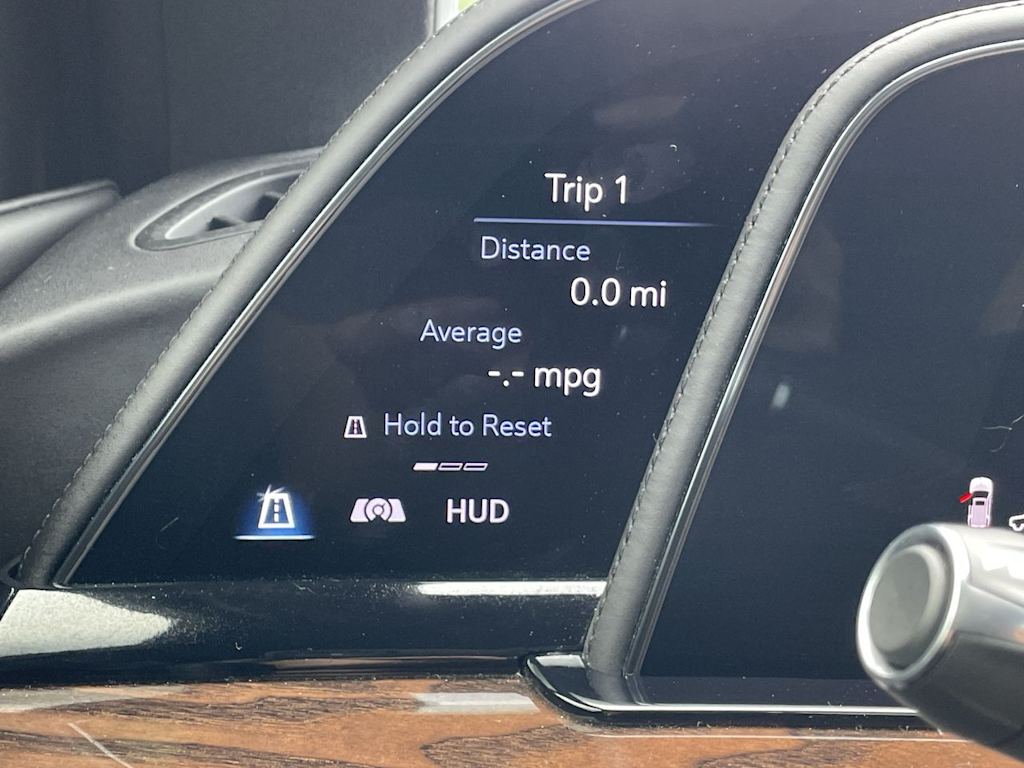 Trip 1
Distance
0.0 mi
Average
-.- mpg
Hold to Reset
HUD